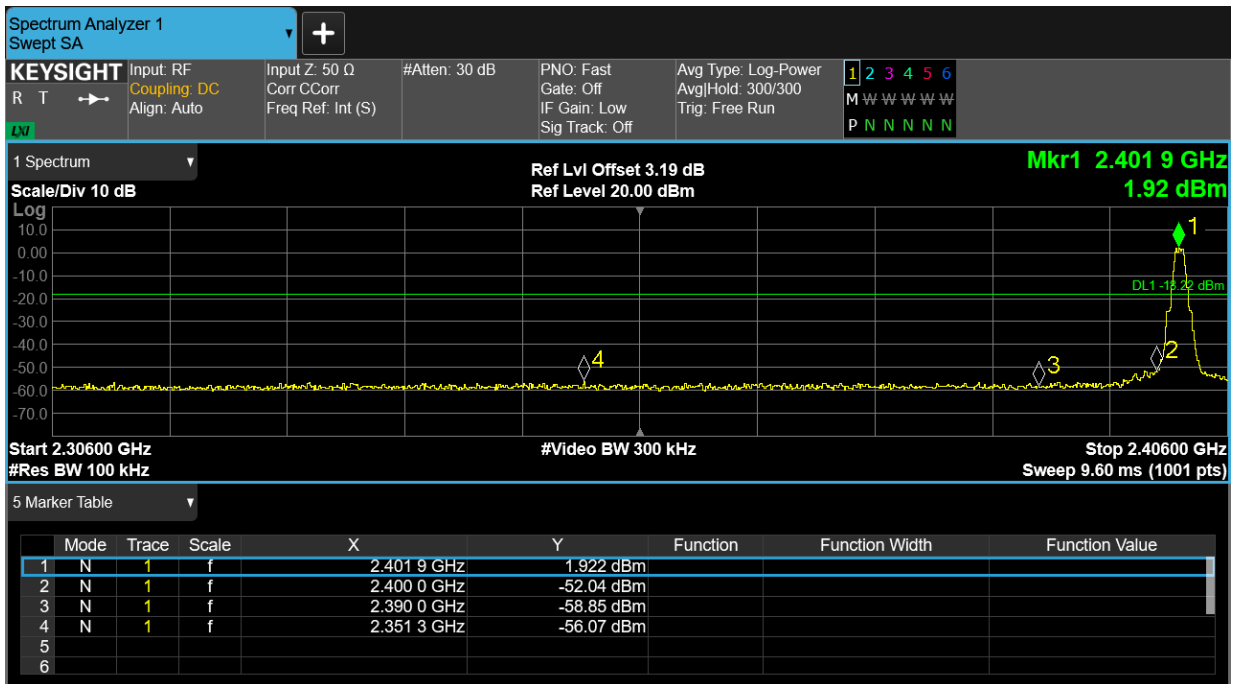 Spectrum Analyzer 1
Swept SA
+
KEYSIGHT Input: RF Input Z: 50 Ω #Atten: 30 dB PNO: Fast Avg Type: Log-Power 1 2 3 4 5 6
R T Coupling: DC Corr CCorr Gate: Off Avg|Hold: 300/300 M W W W W W
Align: Auto Freq Ref: Int (S) IF Gain: Low Trig: Free Run
LXI Sig Track: Off P N N N N N
1 Spectrum Ref Lvl Offset 3.19 dB Mkr1 2.401 9 GHz
Scale/Div 10 dB Ref Level 20.00 dBm 1.92 dBm
Log
10.0
0.00
-10.0
-20.0
-30.0
-40.0
-50.0
-60.0
-70.0
1
DL1 -18.22 dBm
2
4
3
Start 2.30600 GHz #Video BW 300 kHz Stop 2.40600 GHz
#Res BW 100 kHz Sweep 9.60 ms (1001 pts)
5 Marker Table
Mode Trace Scale X Y Function Function Width Function Value
1 N 1 f 2.401 9 GHz 1.922 dBm
2 N 1 f 2.400 0 GHz -52.04 dBm
3 N 1 f 2.390 0 GHz -58.85 dBm
4 N 1 f 2.351 3 GHz -56.07 dBm
5
6